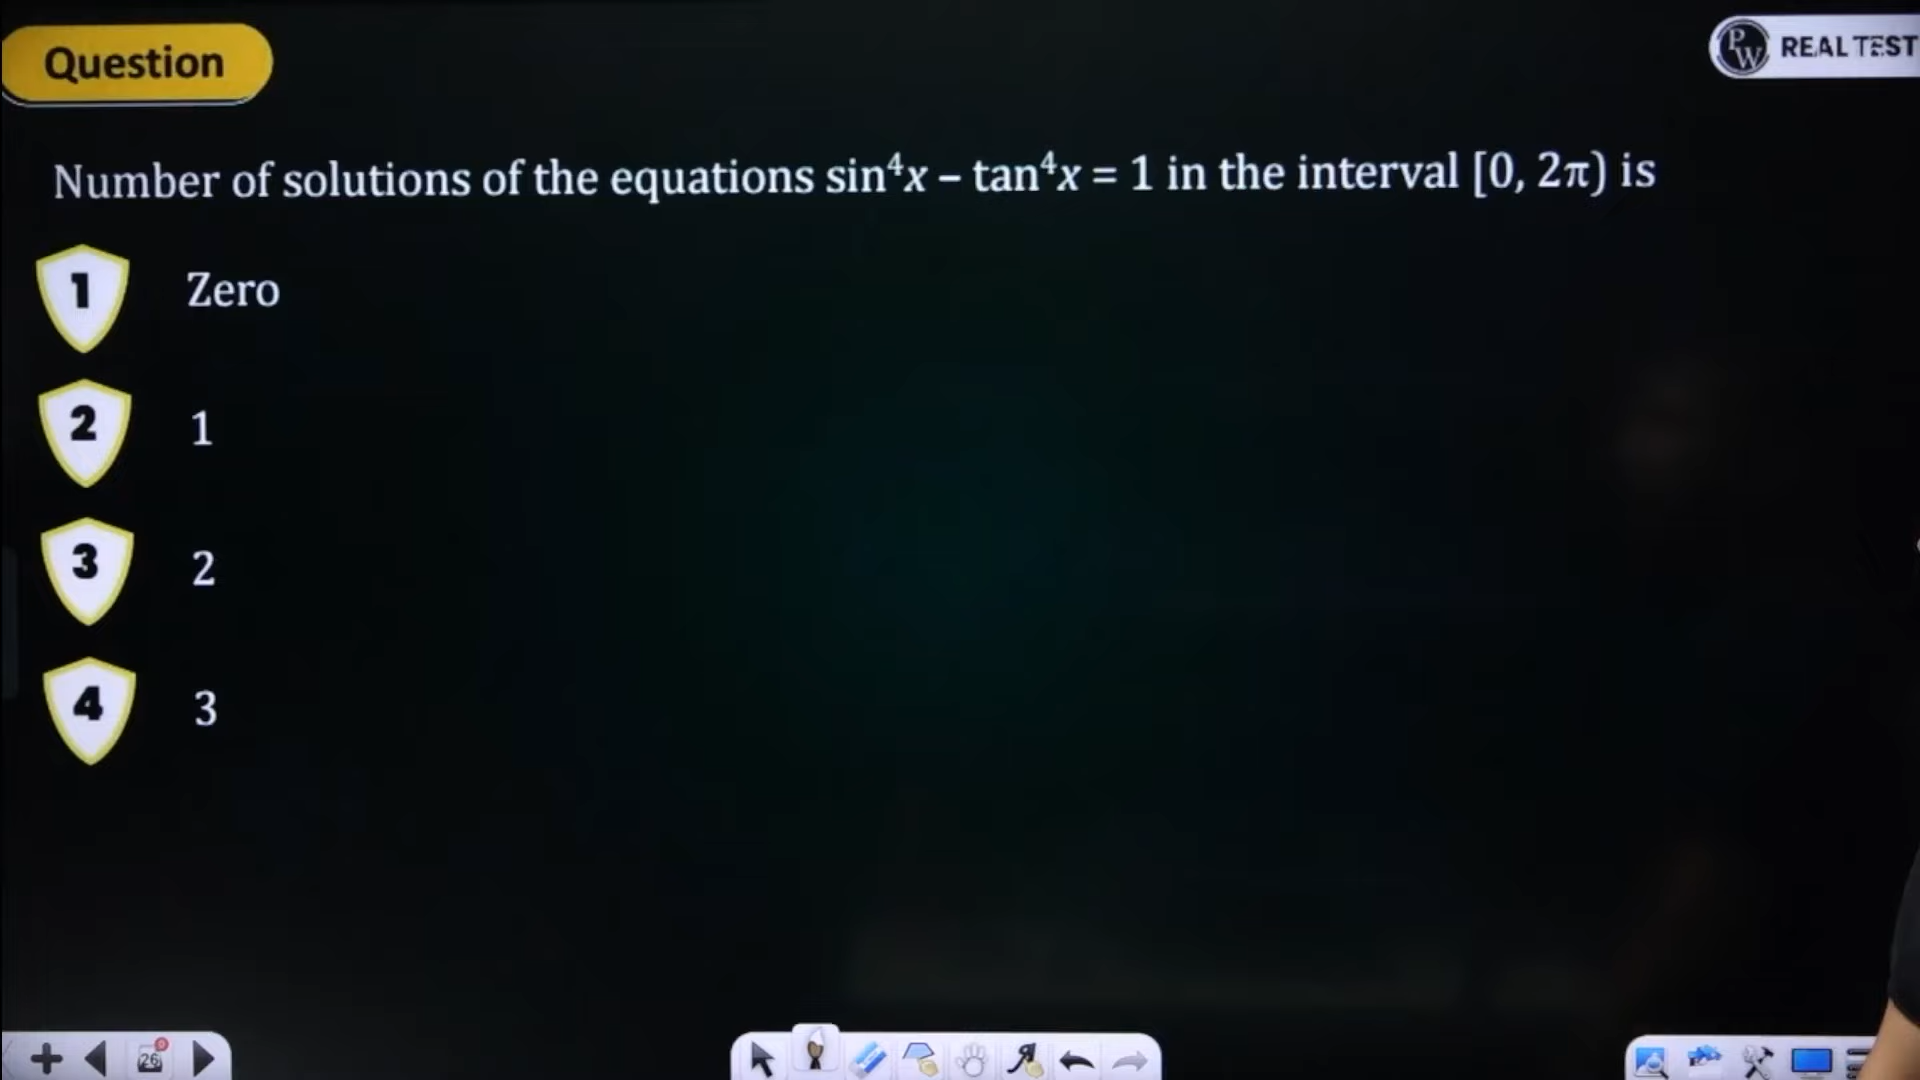 Question
PW REAL TEST
Number of solutions of the equations sin⁴x – tan⁴x = 1 in the interval [0, 2π) is
1 Zero
2 1
3 2
4 3
26